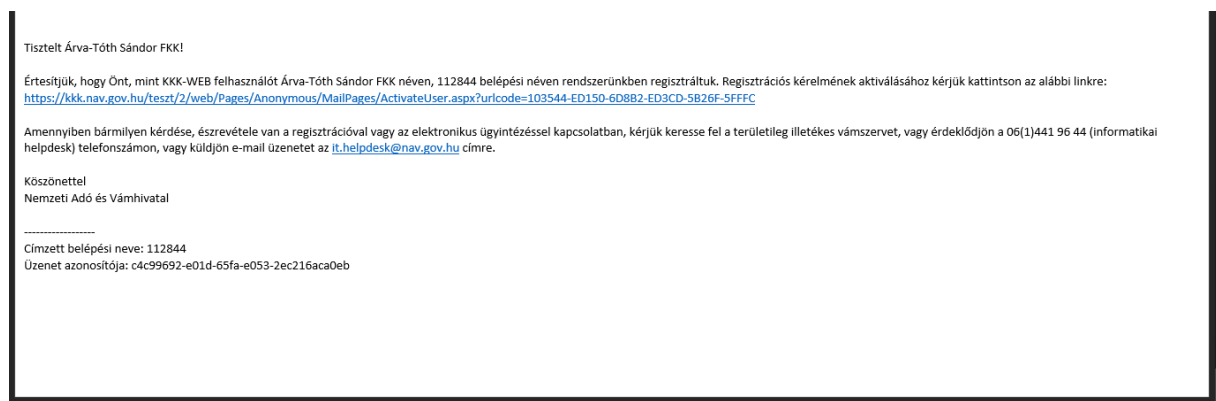 Tisztelt Árva-Tóth Sándor FKK!
Értesítjük, hogy Önt, mint KKK-WEB felhasználót Árva-Tóth Sándor FKK néven, 112844 belépési néven rendszerünkben regisztráltuk. Regisztrációs kérelmének aktiválásához kérjük kattintson az alábbi linkre:
https://kkk.nav.gov.hu/teszt/2/web/Pages/Anonymous/MailPages/ActivateUser.aspx?urlcode=103544-ED150-6D8B2-ED3CD-5B26F-5FFFC
Amennyiben bármilyen kérdése, észrevétele van a regisztrációval vagy az elektronikus ügyintézéssel kapcsolatban, kérjük keresse fel a területileg illetékes vámszervet, vagy érdeklődjön a 06(1)441 96 44 (informatikai
helpdesk) telefonszámon, vagy küldjön e-mail üzenetet az it.helpdesk@nav.gov.hu címre.
Köszönettel
Nemzeti Adó és Vámhivatal
------------------
Címzett belépési neve: 112844
Üzenet azonosítója: c4c99692-e01d-65fa-e053-2ec216aca0eb